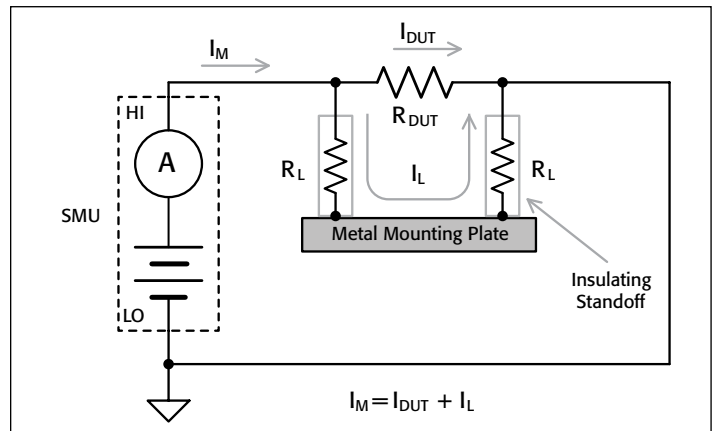 I_M
I_DUT
HI
R_DUT
A
R_L
I_L
R_L
SMU
Metal Mounting Plate
Insulating
Standoff
LO
I_M = I_DUT + I_L